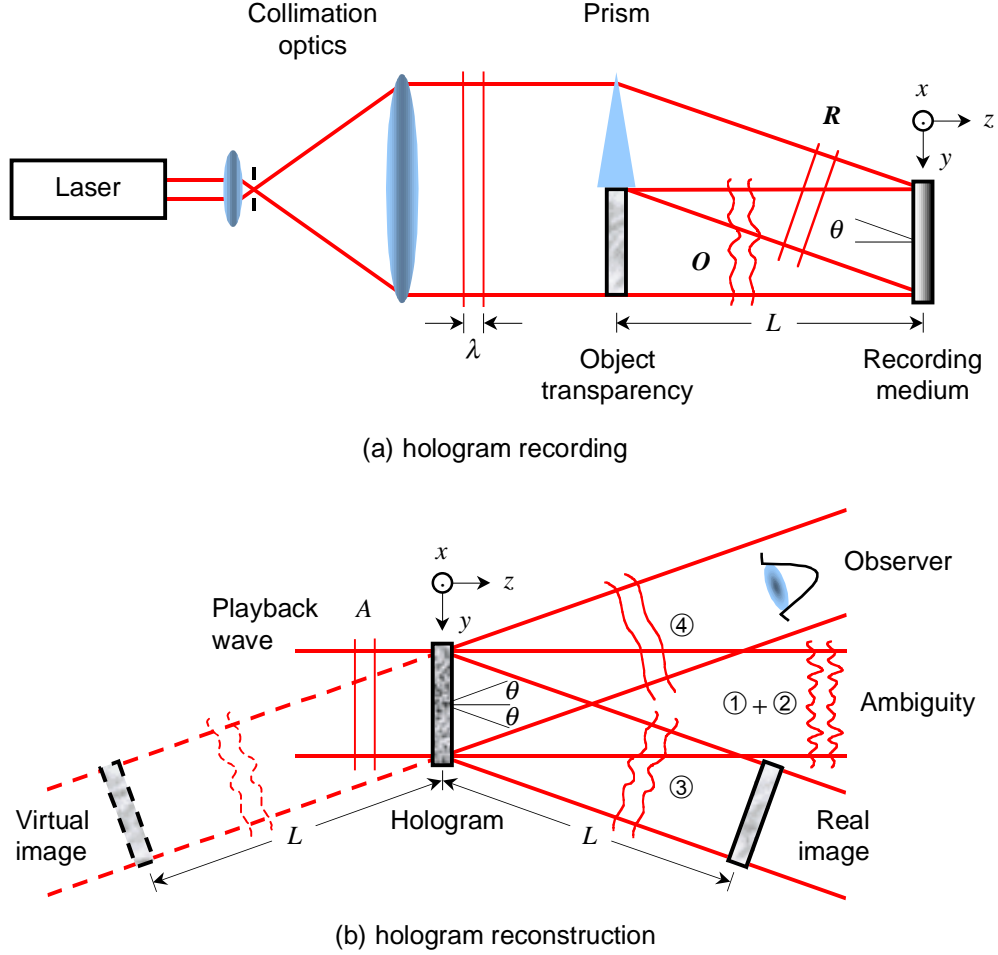 Collimation
optics
Prism
Laser
R
x
z
y
θ
O
L
λ
Object
transparency
Recording
medium
(a) hologram recording
x
z
y
Playback
wave
A
④
Observer
θ
θ
① + ②
Ambiguity
③
Virtual
image
L
Hologram
L
Real
image
(b) hologram reconstruction